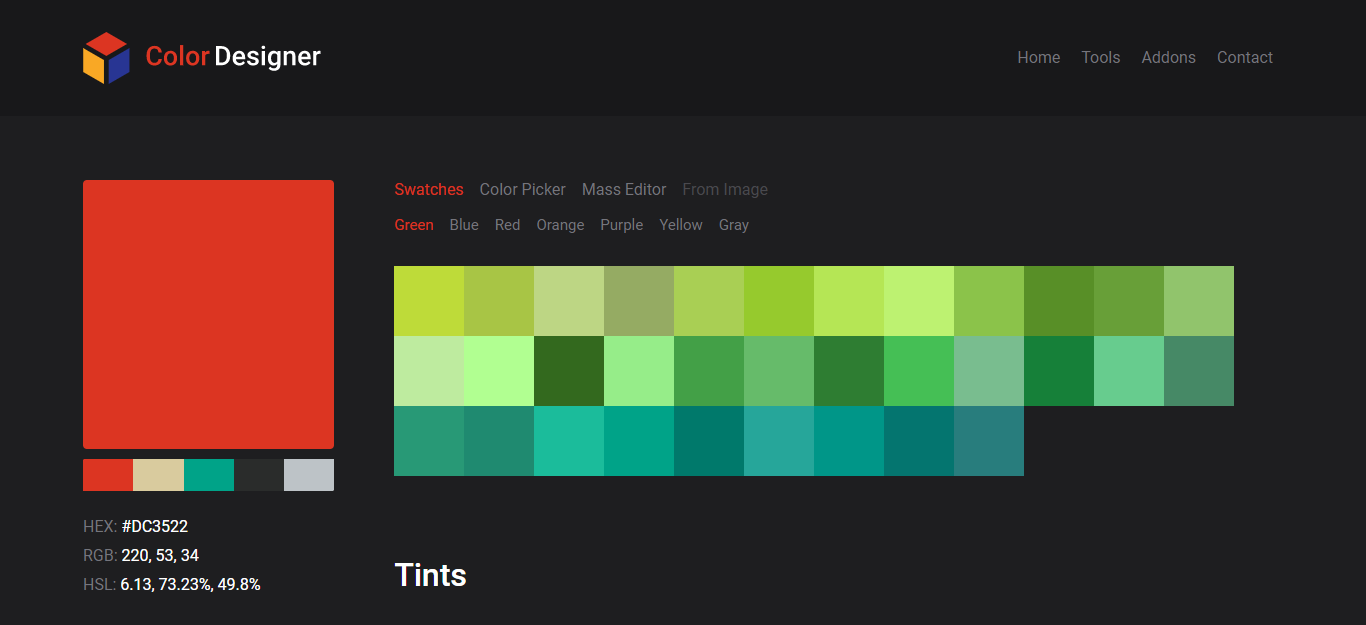 Color Designer
Home Tools Addons Contact
Swatches Color Picker Mass Editor From Image
Green Blue Red Orange Purple Yellow Gray
HEX: #DC3522
RGB: 220, 53, 34
HSL: 6.13, 73.23%, 49.8%
Tints